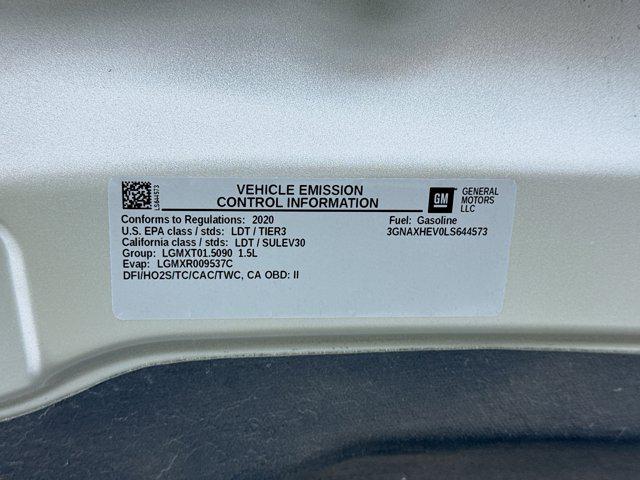 LS644573
VEHICLE EMISSION
CONTROL INFORMATION
GM
GENERAL
MOTORS
LLC
Conforms to Regulations: 2020
Fuel: Gasoline
U.S. EPA class / stds: LDT / TIER3
3GNAXHEV0LS644573
California class / stds: LDT / SULEV30
Group: LGMXT01.5090 1.5L
Evap: LGMXR009537C
DFI/HO2S/TC/CAC/TWC, CA OBD: II